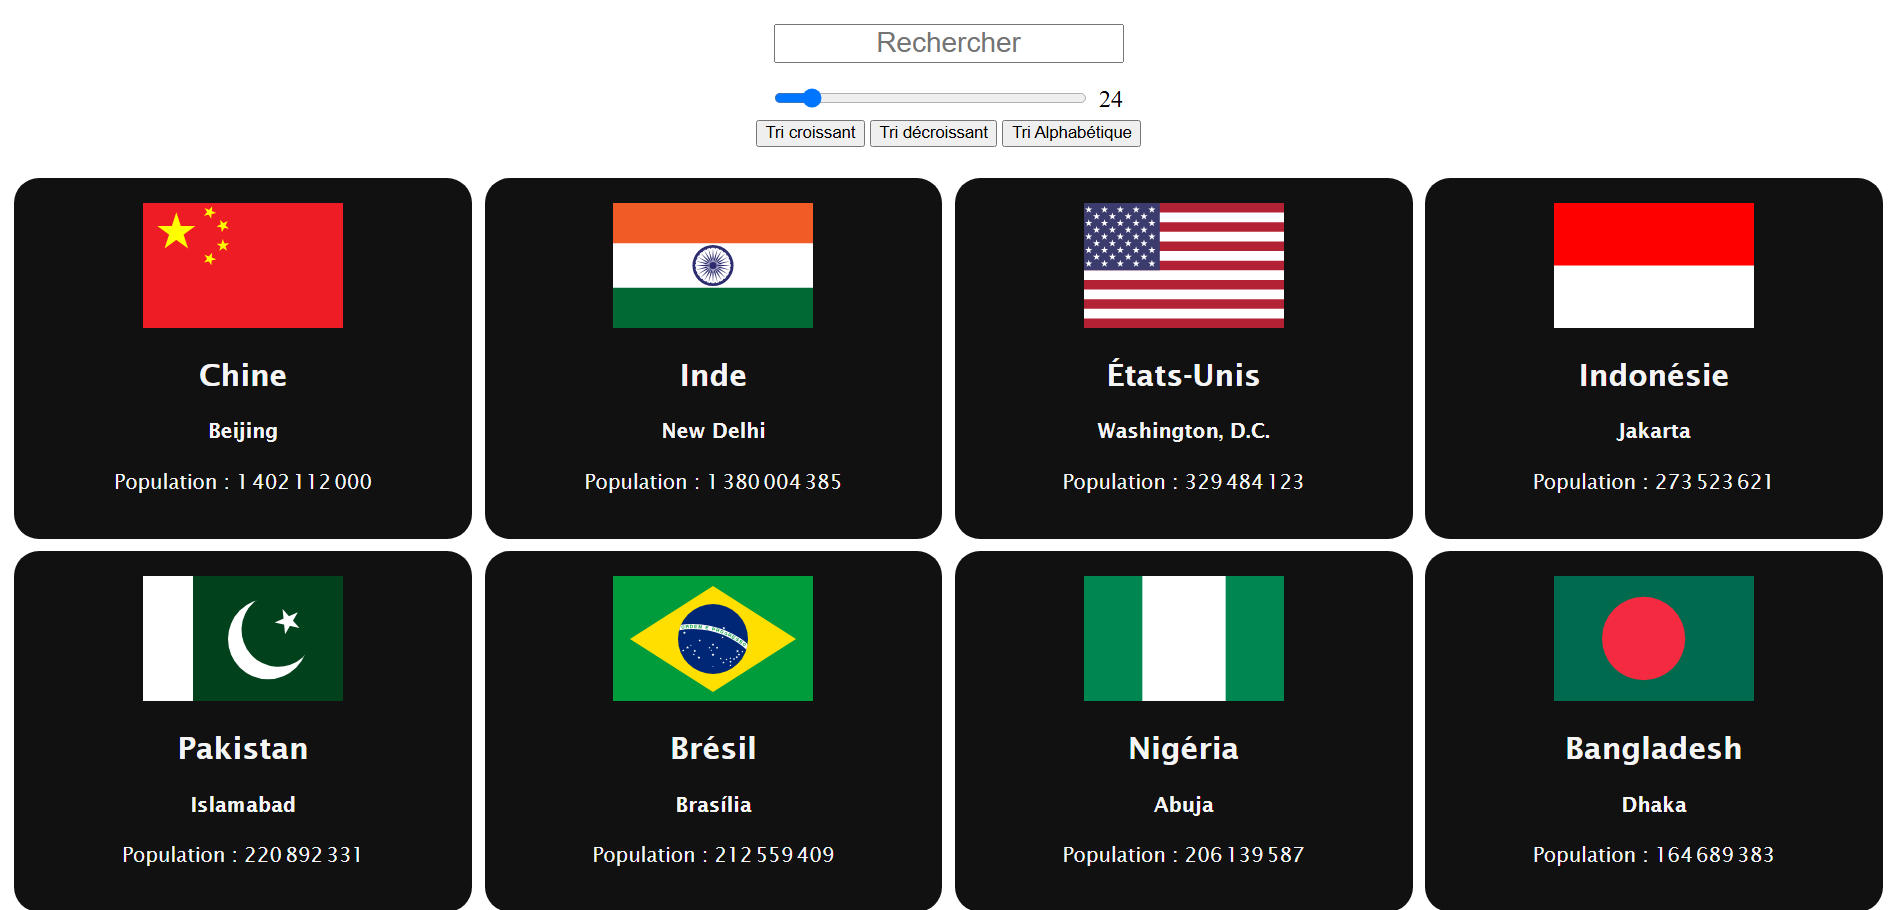 Rechercher
24
Tri croissant Tri décroissant Tri Alphabétique
Chine
Beijing
Population : 1 402 112 000
Inde
New Delhi
Population : 1 380 004 385
États-Unis
Washington, D.C.
Population : 329 484 123
Indonésie
Jakarta
Population : 273 523 621
Pakistan
Islamabad
Population : 220 892 331
Brésil
Brasília
Population : 212 559 409
Nigéria
Abuja
Population : 206 139 587
Bangladesh
Dhaka
Population : 164 689 383